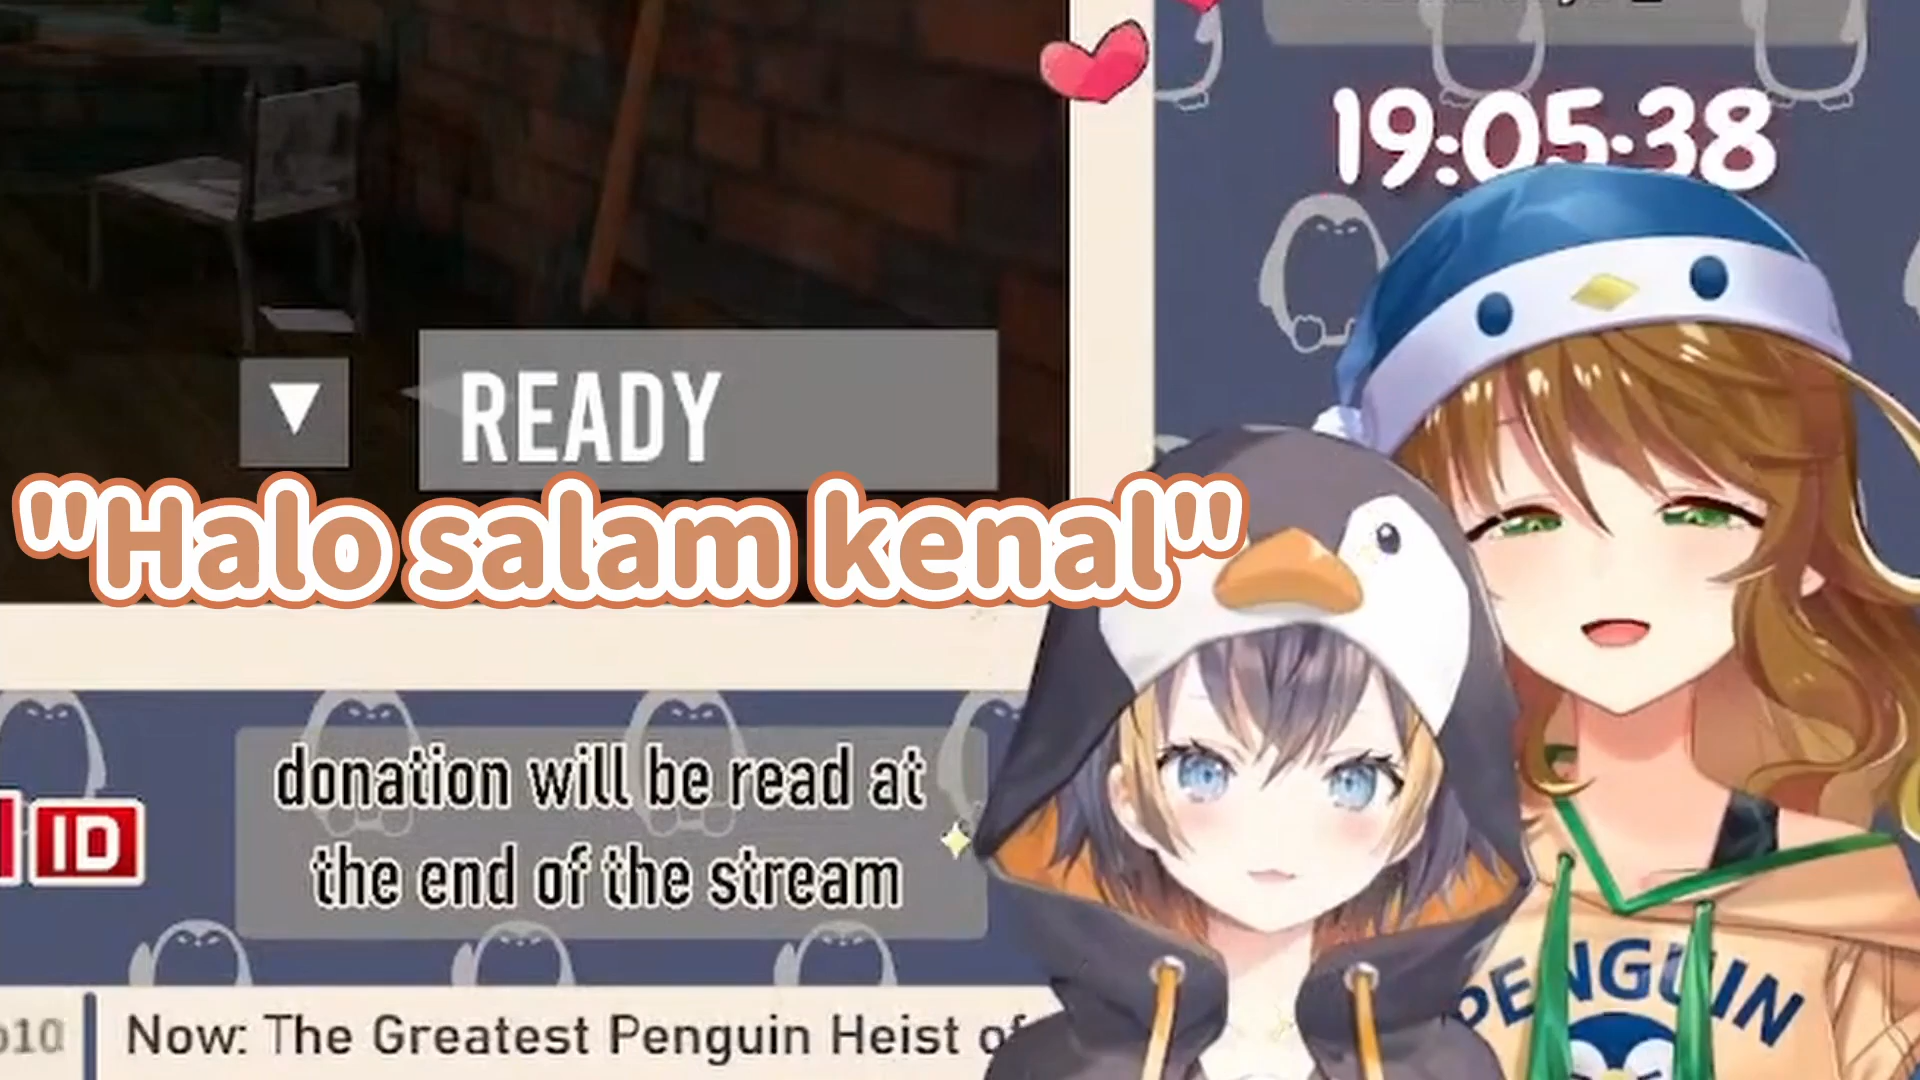 19:05:38
READY
"Halo salam kenal"
donation will be read at
the end of the stream
ID
PENGUIN
Now: The Greatest Penguin Heist of